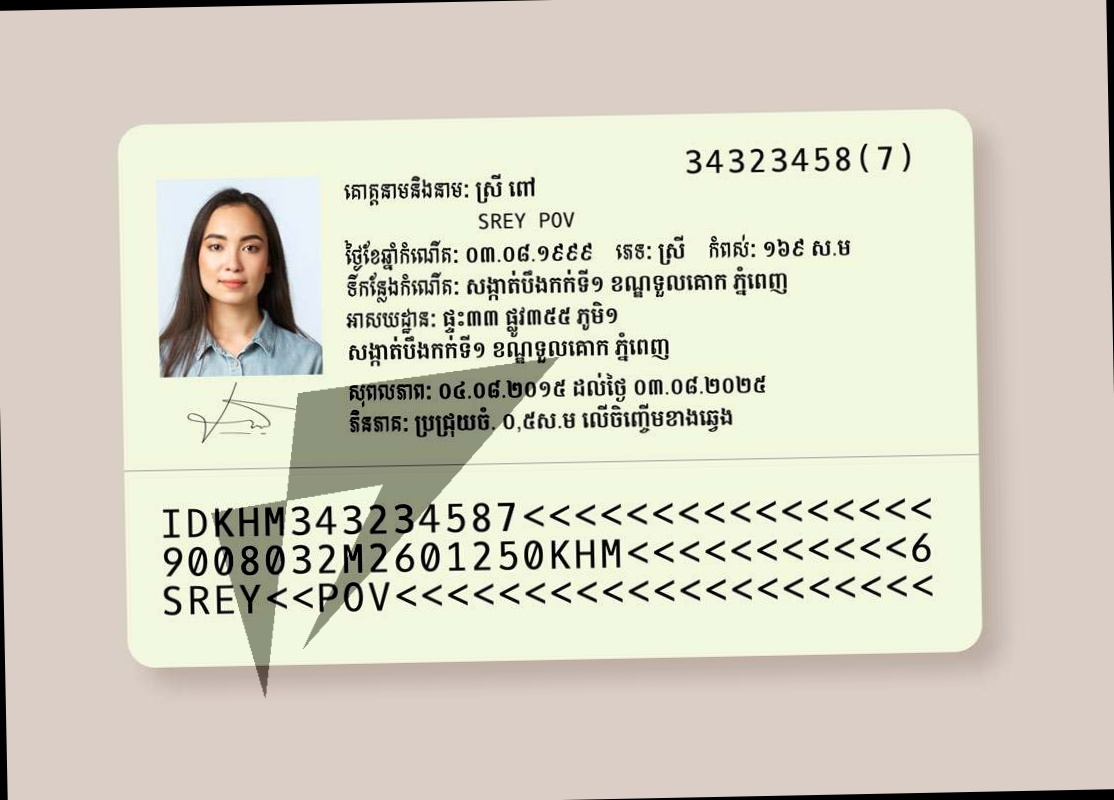 34323458(7)
គោត្តនាមនិងនាម: ស្រី ពៅ
SREY POV
ថ្ងៃខែឆ្នាំកំណើត: ០៣.០៨.១៩៩៩ ភេទ: ស្រី កំពស់: ១៦៩ ស.ម
ទីកន្លែងកំណើត: សង្កាត់បឹងកក់ទី១ ខណ្ឌទួលគោក ភ្នំពេញ
អាសយដ្ឋាន: ផ្ទះ៣៣ ផ្លូវ៣៥៥ ភូមិ១
សង្កាត់បឹងកក់ទី១ ខណ្ឌទួលគោក ភ្នំពេញ
សុពលភាព: ០៤.០៨.២០១៥ ដល់ថ្ងៃ ០៣.០៨.២០២៥
ភិនភាគ: ប្រជ្រុយចំ. ០,៥ស.ម លើចិញ្ចើមខាងឆ្វេង
IDKHM343234587<<<<<<<<<<<<<<<<
9008032M2601250KHM<<<<<<<<<<<6
SREY<<POV<<<<<<<<<<<<<<<<<<<<<